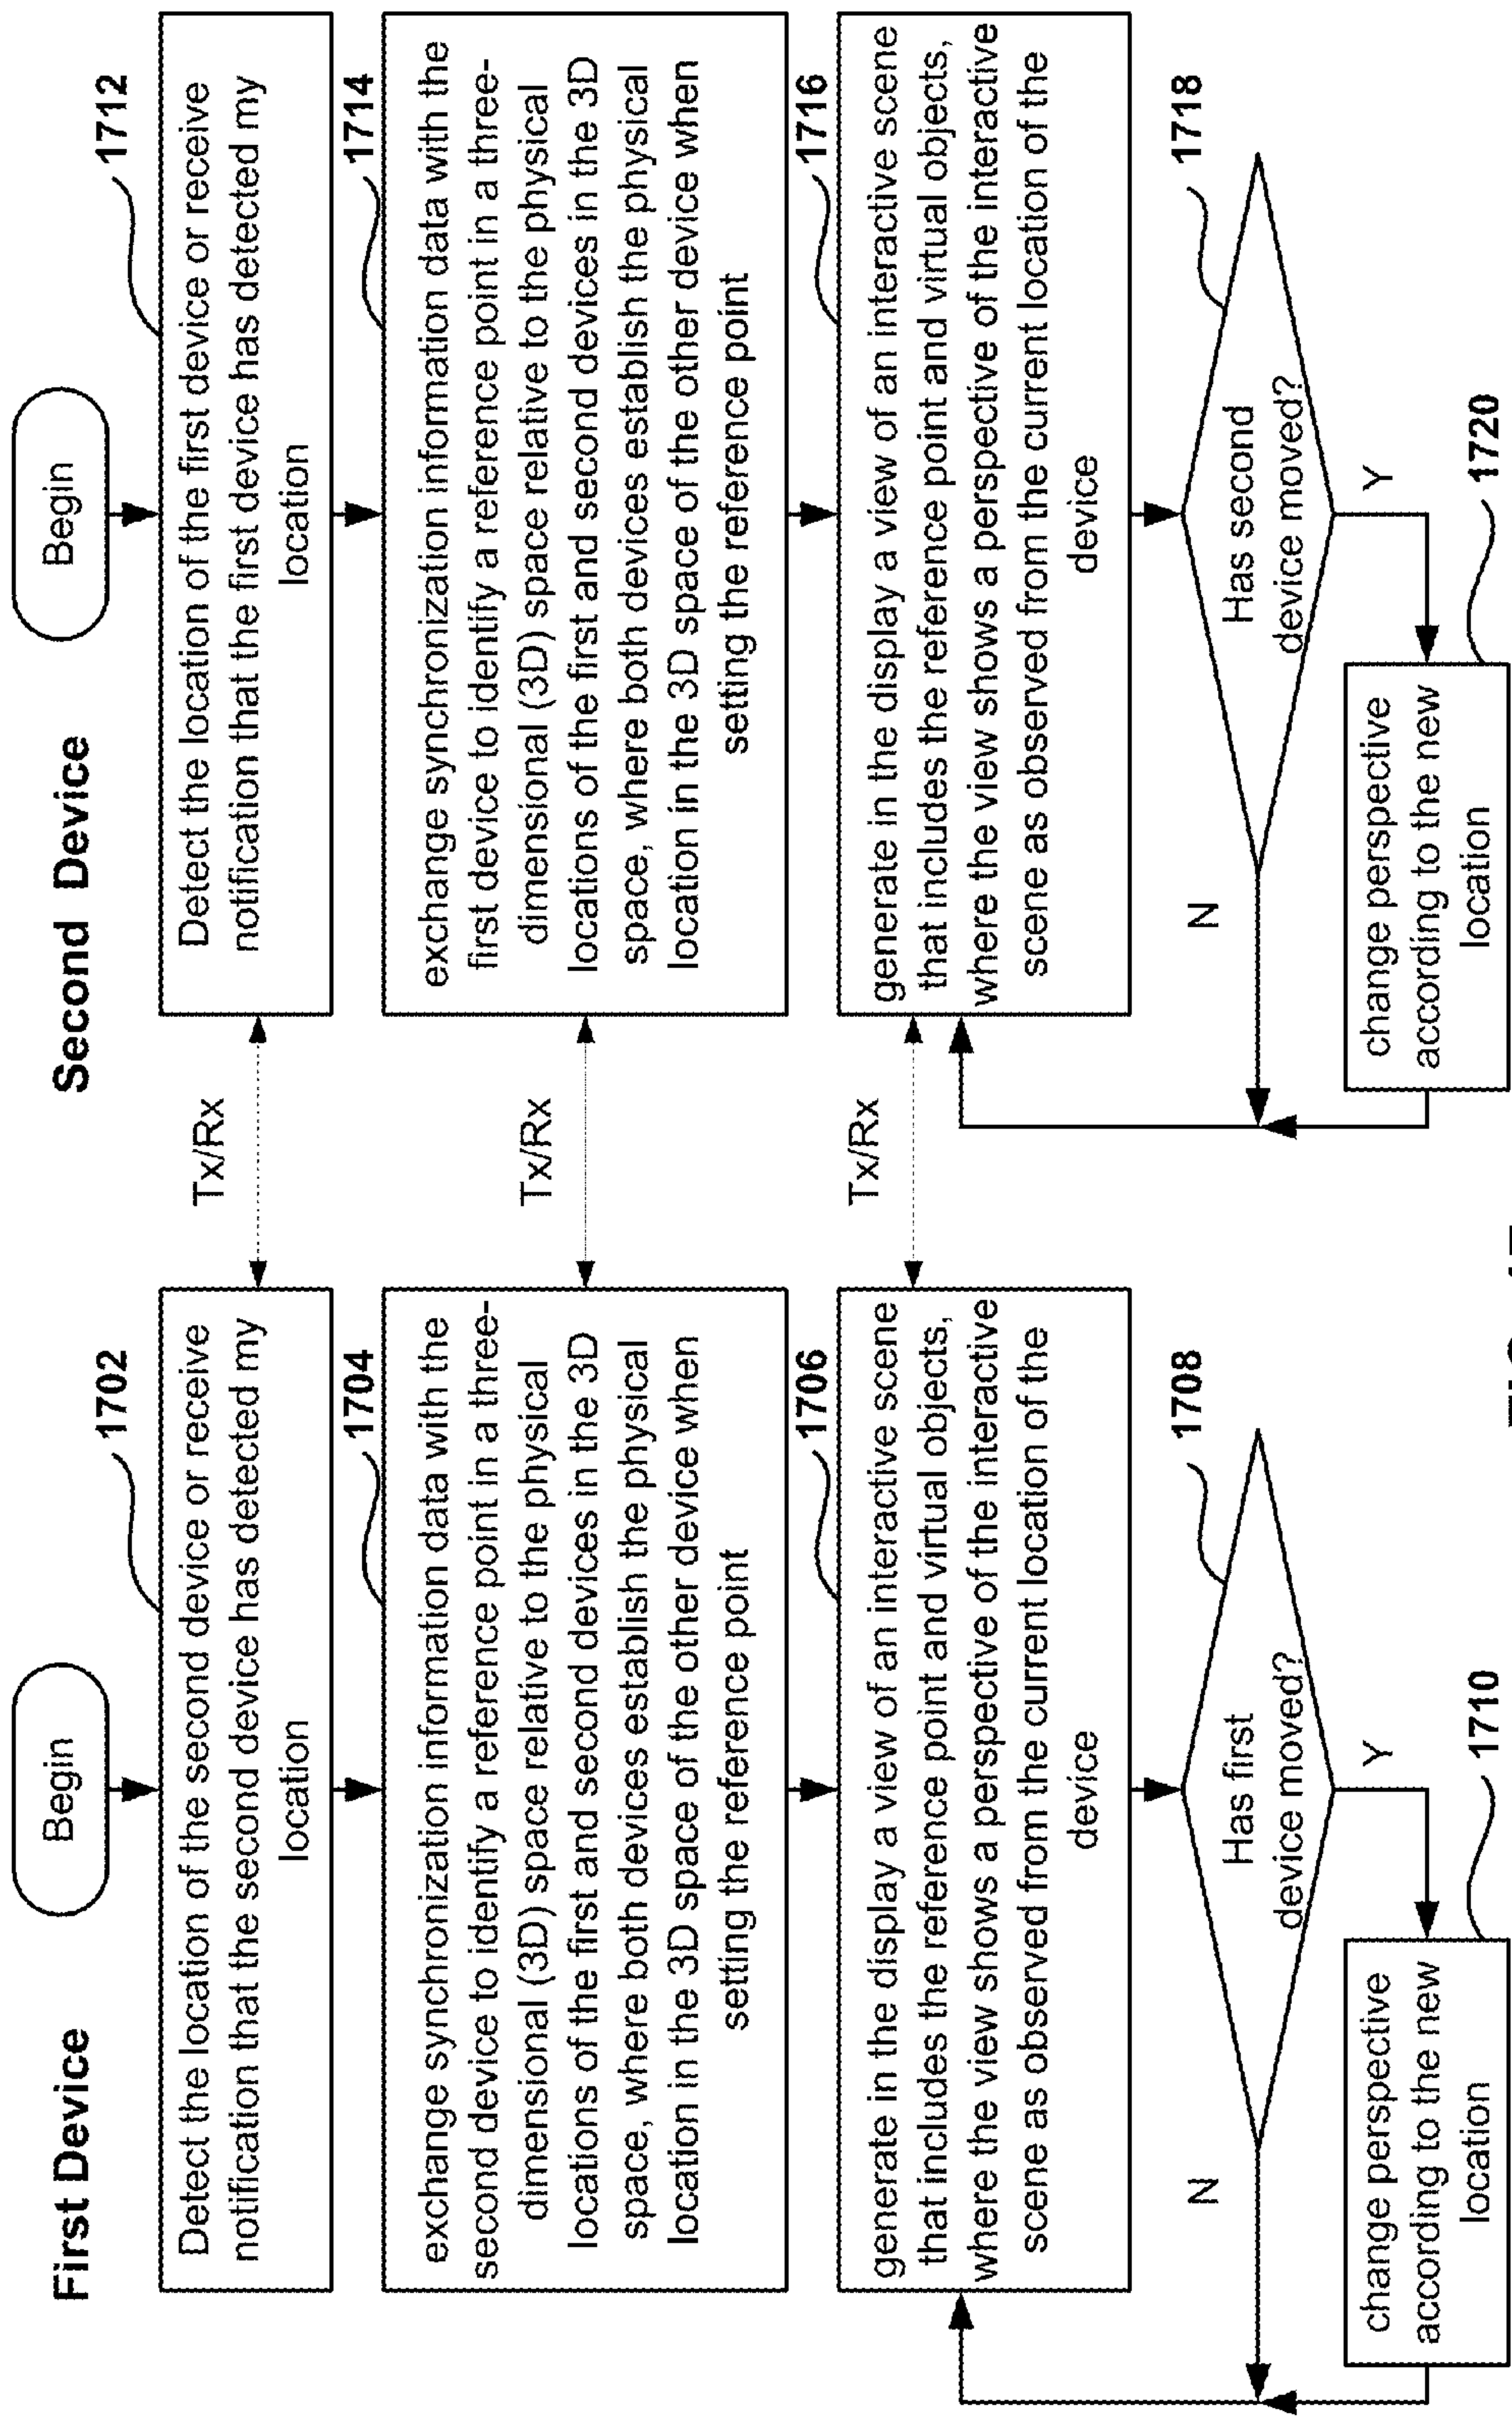 First Device
Begin
1702
Detect the location of the second device or receive
notification that the second device has detected my
location
1704
exchange synchronization information data with the
second device to identify a reference point in a three-
dimensional (3D) space relative to the physical
locations of the first and second devices in the 3D
space, where both devices establish the physical
location in the 3D space of the other device when
setting the reference point
1706
generate in the display a view of an interactive scene
that includes the reference point and virtual objects,
where the view shows a perspective of the interactive
scene as observed from the current location of the
device
1708
Has first
device moved?
N
Y
1710
change perspective
according to the new
location
Tx/Rx
Tx/Rx
Tx/Rx
Second Device
Begin
1712
Detect the location of the first device or receive
notification that the first device has detected my
location
1714
exchange synchronization information data with the
first device to identify a reference point in a three-
dimensional (3D) space relative to the physical
locations of the first and second devices in the 3D
space, where both devices establish the physical
location in the 3D space of the other device when
setting the reference point
1716
generate in the display a view of an interactive scene
that includes the reference point and virtual objects,
where the view shows a perspective of the interactive
scene as observed from the current location of the
device
1718
Has second
device moved?
N
Y
1720
change perspective
according to the new
location